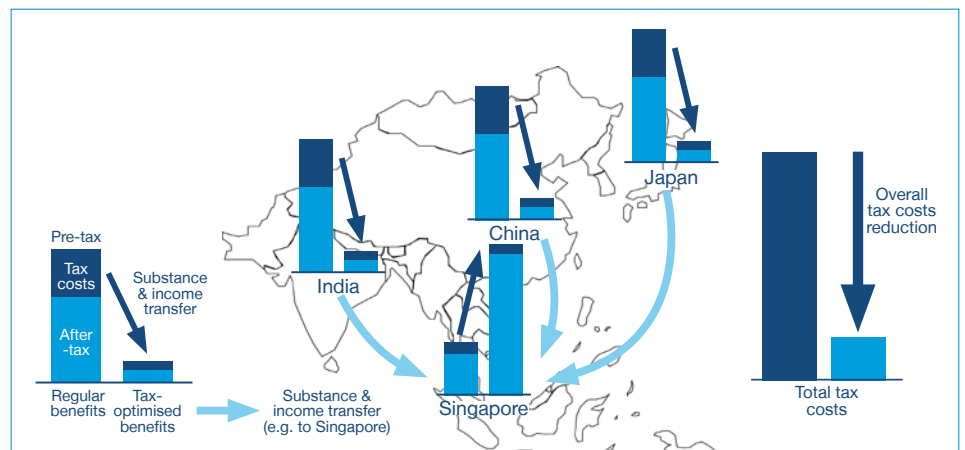 Japan
China
India
Singapore
Pre-tax
Tax
costs
After
-tax
Substance
& income
transfer
Regular
benefits
Tax-
optimised
benefits
Substance &
income transfer
(e.g. to Singapore)
Overall
tax costs
reduction
Total tax
costs